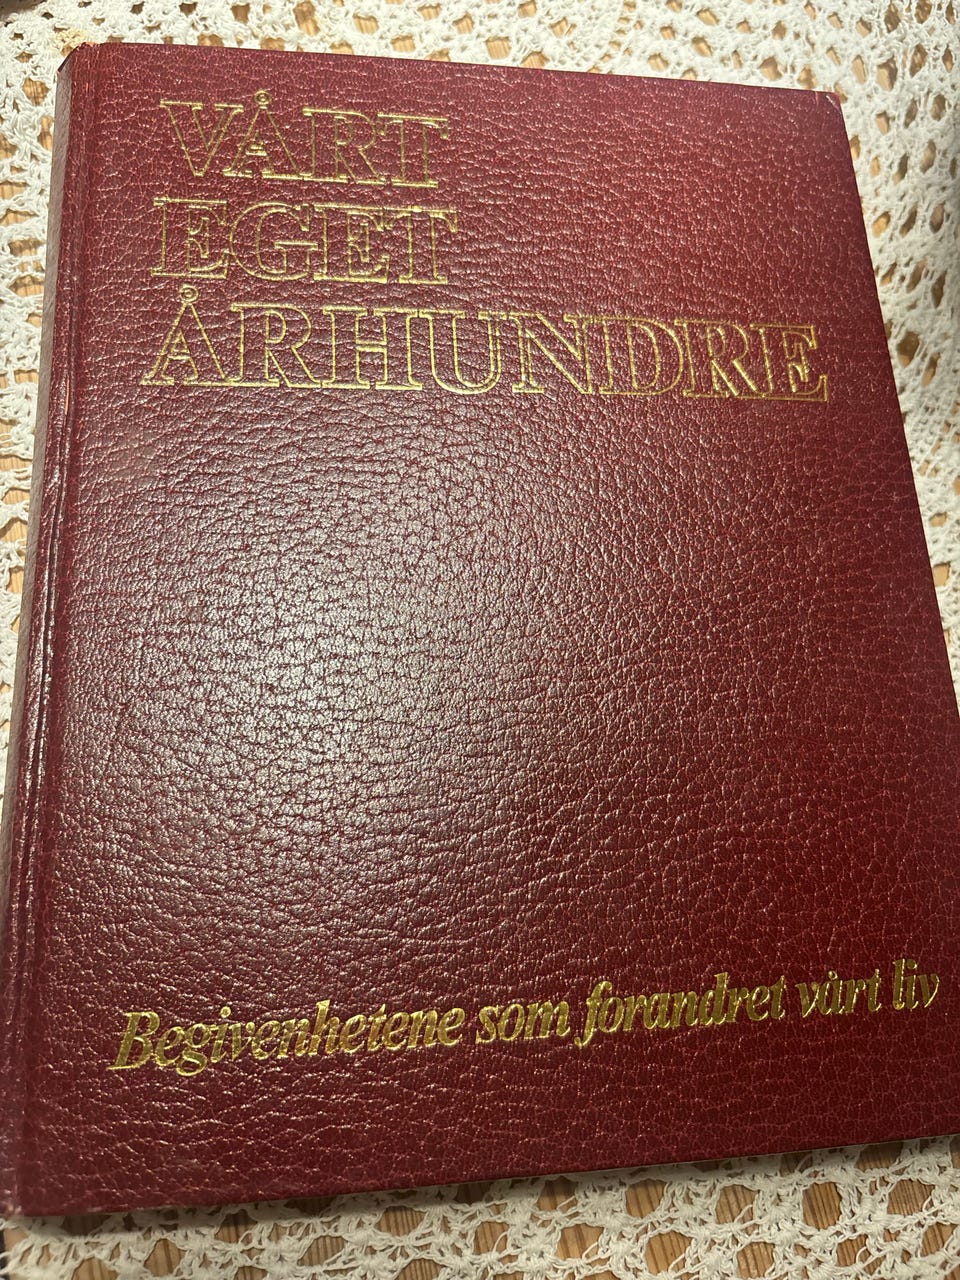 VÅRT
EGET
ÅRHUNDRE
Begivenhetene som forandret vårt liv